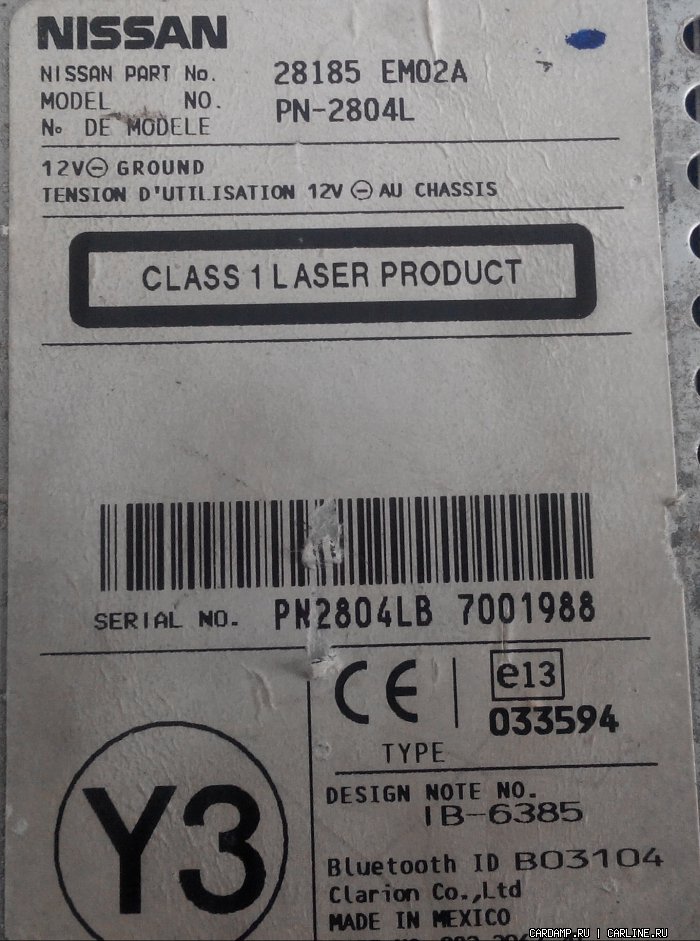 NISSAN
NISSAN PART No. 28185 EM02A
MODEL NO. PN-2804L
No DE MODELE
12V⊖ GROUND
TENSION D'UTILISATION 12V ⊖ AU CHASSIS
CLASS 1 LASER PRODUCT
SERIAL NO. PN2804LB 7001988
CE e13
033594
TYPE
Y3
DESIGN NOTE NO.
IB-6385
Bluetooth ID B03104
Clarion Co.,Ltd
MADE IN MEXICO
CARDAMP.RU | CARLINE.RU